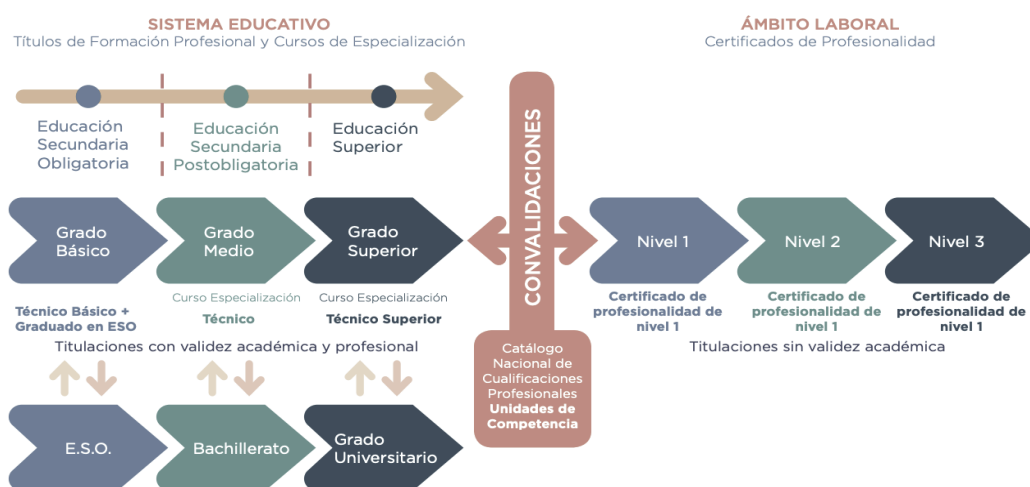 SISTEMA EDUCATIVO
Títulos de Formación Profesional y Cursos de Especialización
ÁMBITO LABORAL
Certificados de Profesionalidad
Educación
Secundaria
Obligatoria
Educación
Secundaria
Postobligatoria
Educación
Superior
Grado
Básico
Grado
Medio
Grado
Superior
CONVALIDACIONES
Nivel 1
Nivel 2
Nivel 3
Técnico Básico +
Graduado en ESO
Curso Especialización
Técnico
Curso Especialización
Técnico Superior
Certificado de
profesionalidad de
nivel 1
Certificado de
profesionalidad de
nivel 1
Certificado de
profesionalidad de
nivel 1
Titulaciones con validez académica y profesional
Titulaciones sin validez académica
Catálogo
Nacional de
Cualificaciones
Profesionales
Unidades de
Competencia
E.S.O.
Bachillerato
Grado
Universitario